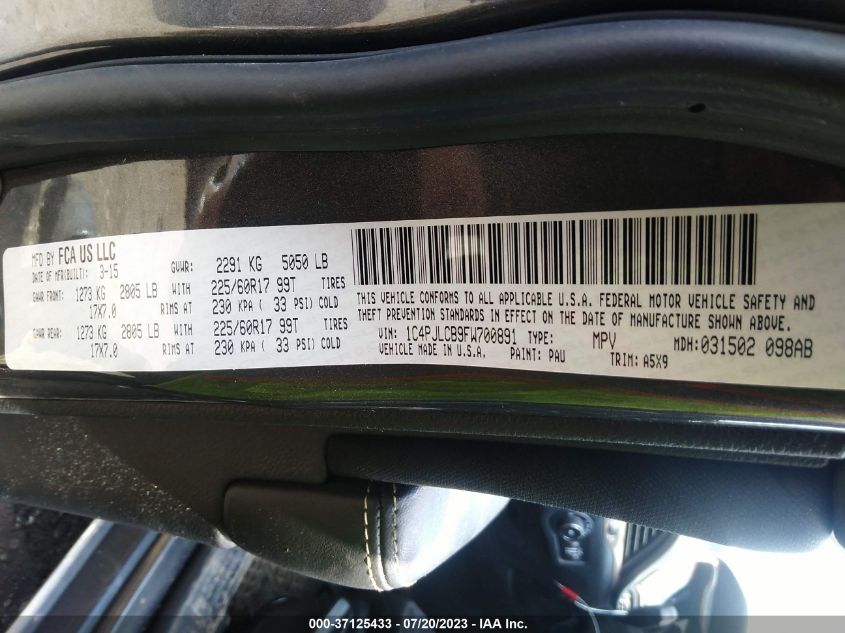 MFD BY FCA US LLC
DATE OF MFR(BUILT): 3-15 GVWR: 2291 KG 5050 LB
GAWR FRONT: 1273 KG 2805 LB WITH 225/60R17 99T TIRES
17X7.0 RIMS AT 230 KPA ( 33 PSI) COLD
GAWR REAR: 1273 KG 2805 LB WITH 225/60R17 99T TIRES
17X7.0 RIMS AT 230 KPA ( 33 PSI) COLD
THIS VEHICLE CONFORMS TO ALL APPLICABLE U.S.A. FEDERAL MOTOR VEHICLE SAFETY AND
THEFT PREVENTION STANDARDS IN EFFECT ON THE DATE OF MANUFACTURE SHOWN ABOVE.
VIN: 1C4PJLCB9FW700891 TYPE: MPV MDH:031502 098AB
VEHICLE MADE IN U.S.A. PAINT: PAU TRIM: A5X9
000-37125433 - 07/20/2023 - IAA Inc.